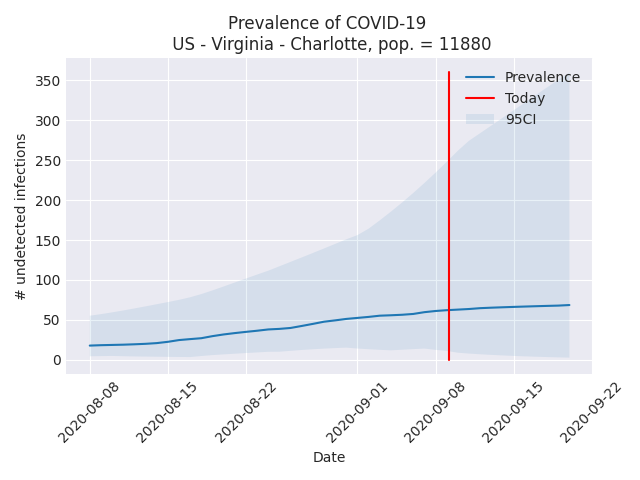 Prevalence of COVID-19
US - Virginia - Charlotte, pop. = 11880
Prevalence
Today
95CI
# undetected infections
350
300
250
200
150
100
50
0
2020-08-08
2020-08-15
2020-08-22
2020-09-01
2020-09-08
2020-09-15
2020-09-22
Date